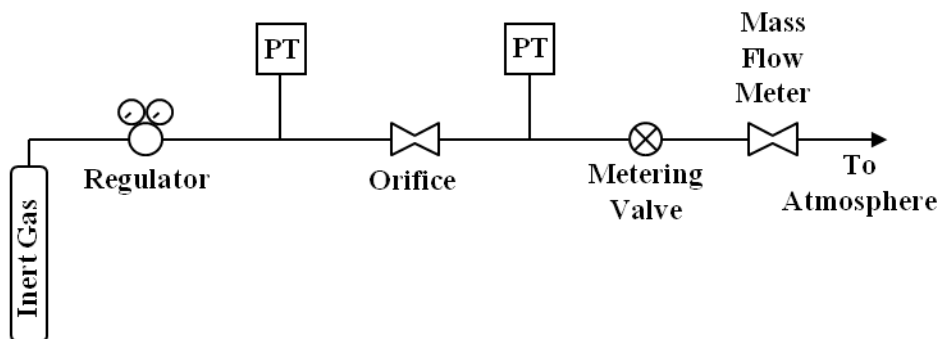 PT
PT
Mass
Flow
Meter
Regulator
Orifice
Metering
Valve
To
Atmosphere
Inert Gas